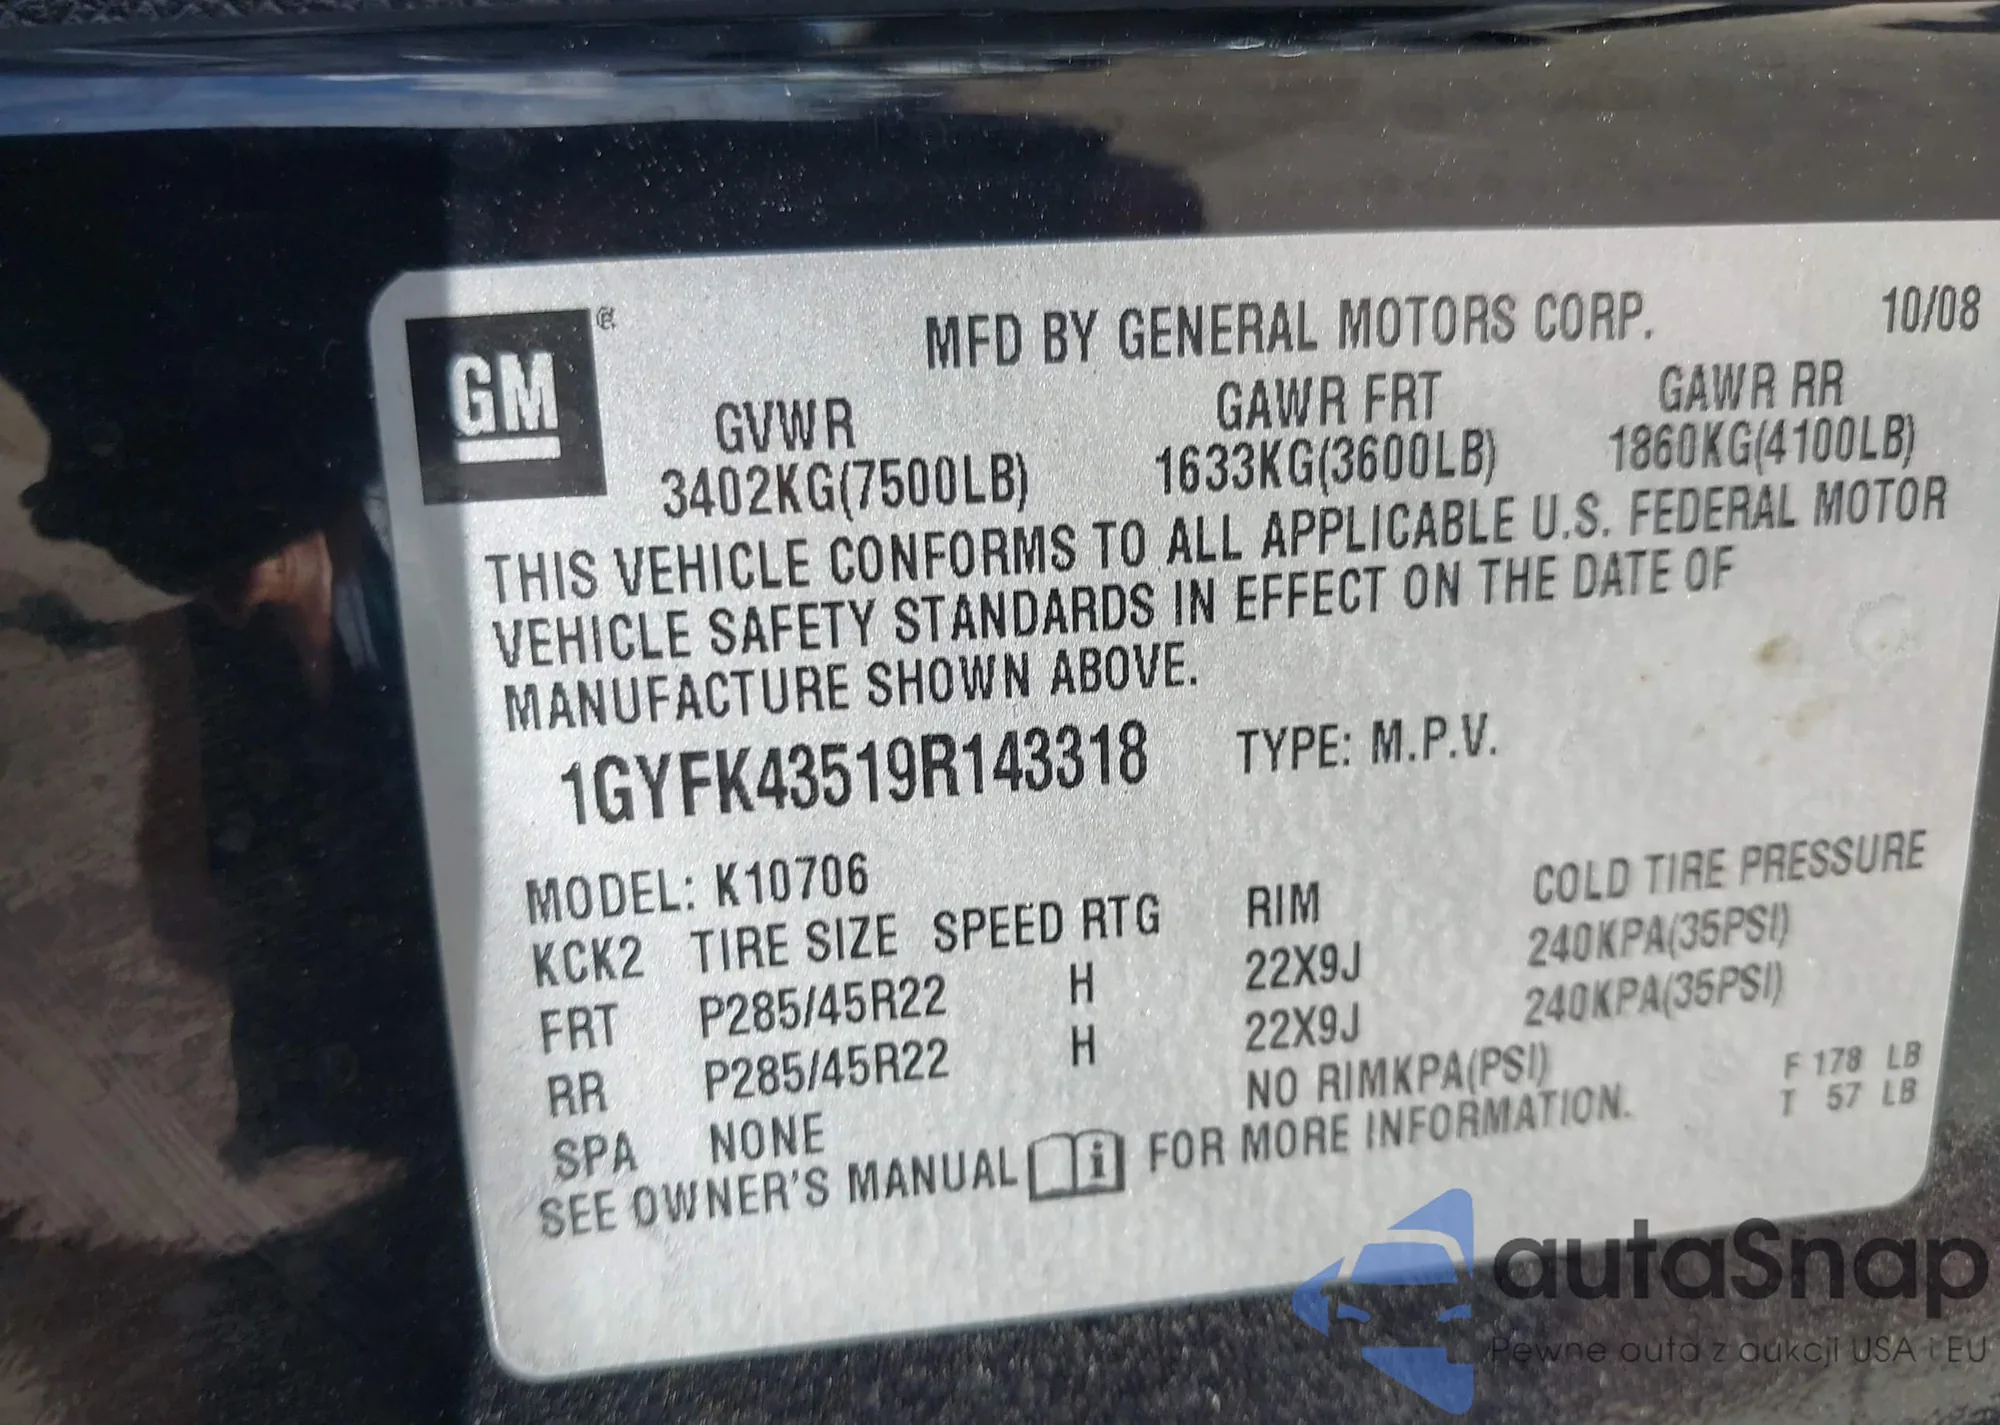 GM ®
MFD BY GENERAL MOTORS CORP. 10/08
GVWR GAWR FRT GAWR RR
3402KG(7500LB) 1633KG(3600LB) 1860KG(4100LB)
THIS VEHICLE CONFORMS TO ALL APPLICABLE U.S. FEDERAL MOTOR
VEHICLE SAFETY STANDARDS IN EFFECT ON THE DATE OF
MANUFACTURE SHOWN ABOVE.
1GYFK43519R143318 TYPE: M.P.V.
MODEL: K10706
KCK2 TIRE SIZE SPEED RTG RIM COLD TIRE PRESSURE
FRT P285/45R22 H 22X9J 240KPA(35PSI)
RR P285/45R22 H 22X9J 240KPA(35PSI)
SPA NONE NO RIMKPA(PSI) F 178 LB
SEE OWNER'S MANUAL i FOR MORE INFORMATION. T 57 LB
autaSnap
Pewne auta z aukcji USA i EU